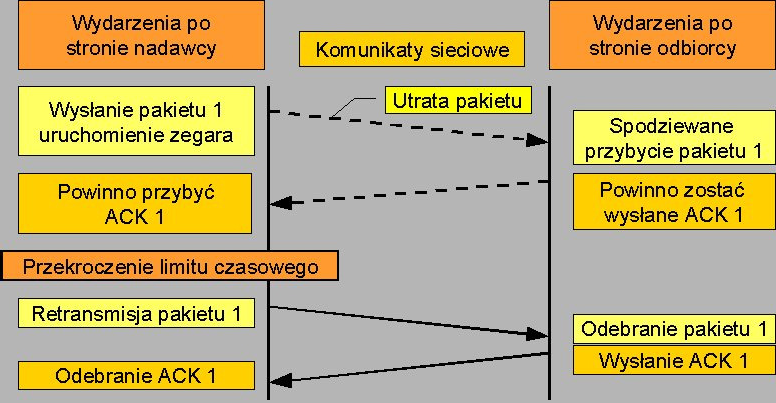 Wydarzenia po
stronie nadawcy
Komunikaty sieciowe
Wydarzenia po
stronie odbiorcy
Wysłanie pakietu 1
uruchomienie zegara
Utrata pakietu
Spodziewane
przybycie pakietu 1
Powinno przybyć
ACK 1
Powinno zostać
wysłane ACK 1
Przekroczenie limitu czasowego
Retransmisja pakietu 1
Odebranie pakietu 1
Odebranie ACK 1
Wysłanie ACK 1